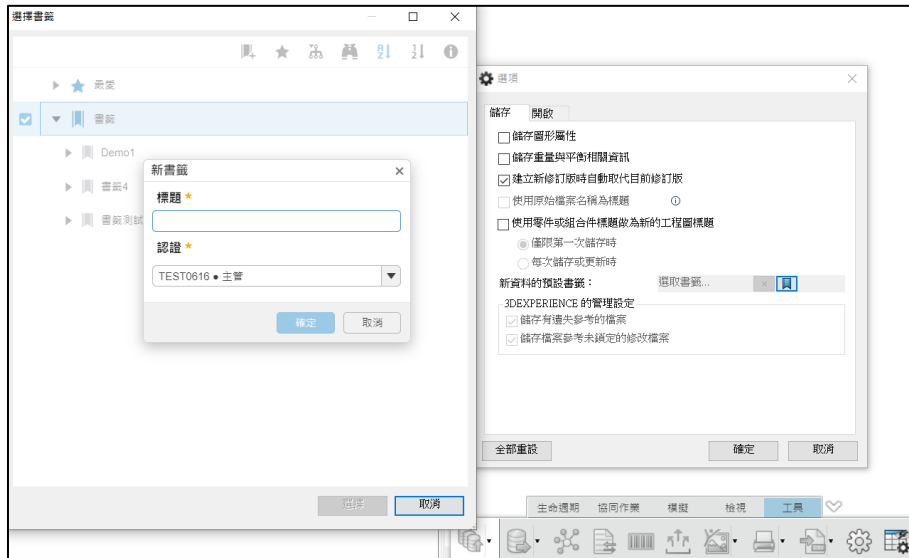 選擇書籤
最愛
書籤
Demo1
書籤4
書籤測試
新書籤
標題 *
認證 *
TEST0616 ● 主管
確定
取消
選擇
取消
選項
儲存
開啟
儲存圖形屬性
儲存重量與平衡相關資訊
建立新修訂版時自動取代目前修訂版
使用原始檔案名稱為標題
使用零件或組合件標題做為新的工程圖標題
僅限第一次儲存時
每次儲存或更新時
新資料的預設書籤：
選取書籤...
3DEXPERIENCE 的管理設定
儲存有遺失參考的檔案
儲存檔案參考未鎖定的修改檔案
全部重設
確定
取消
生命週期
協同作業
模擬
檢視
工具